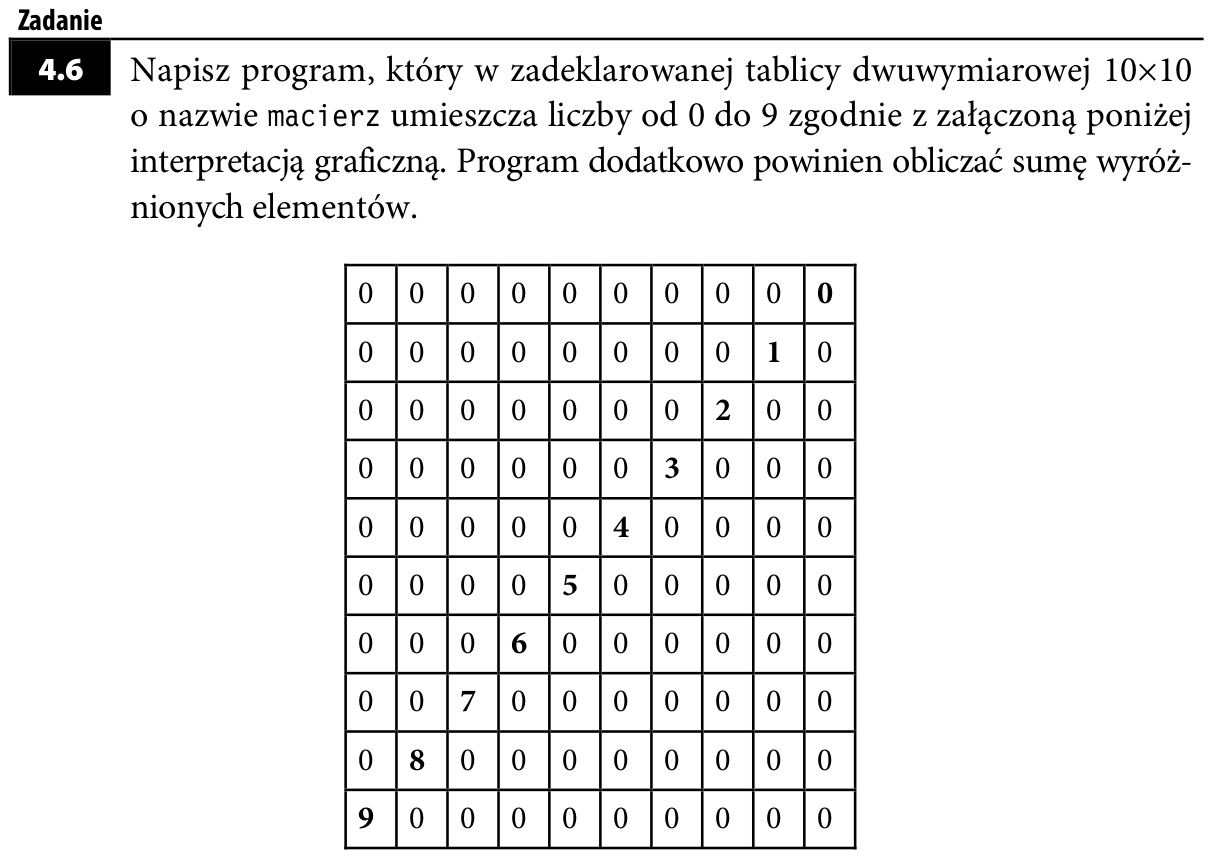 Zadanie
4.6 Napisz program, który w zadeklarowanej tablicy dwuwymiarowej 10×10
o nazwie macierz umieszcza liczby od 0 do 9 zgodnie z załączoną poniżej
interpretacją graficzną. Program dodatkowo powinien obliczać sumę wyróż-
nionych elementów.
0 0 0 0 0 0 0 0 0 0
0 0 0 0 0 0 0 0 1 0
0 0 0 0 0 0 0 2 0 0
0 0 0 0 0 0 3 0 0 0
0 0 0 0 0 4 0 0 0 0
0 0 0 0 5 0 0 0 0 0
0 0 0 6 0 0 0 0 0 0
0 0 7 0 0 0 0 0 0 0
0 8 0 0 0 0 0 0 0 0
9 0 0 0 0 0 0 0 0 0